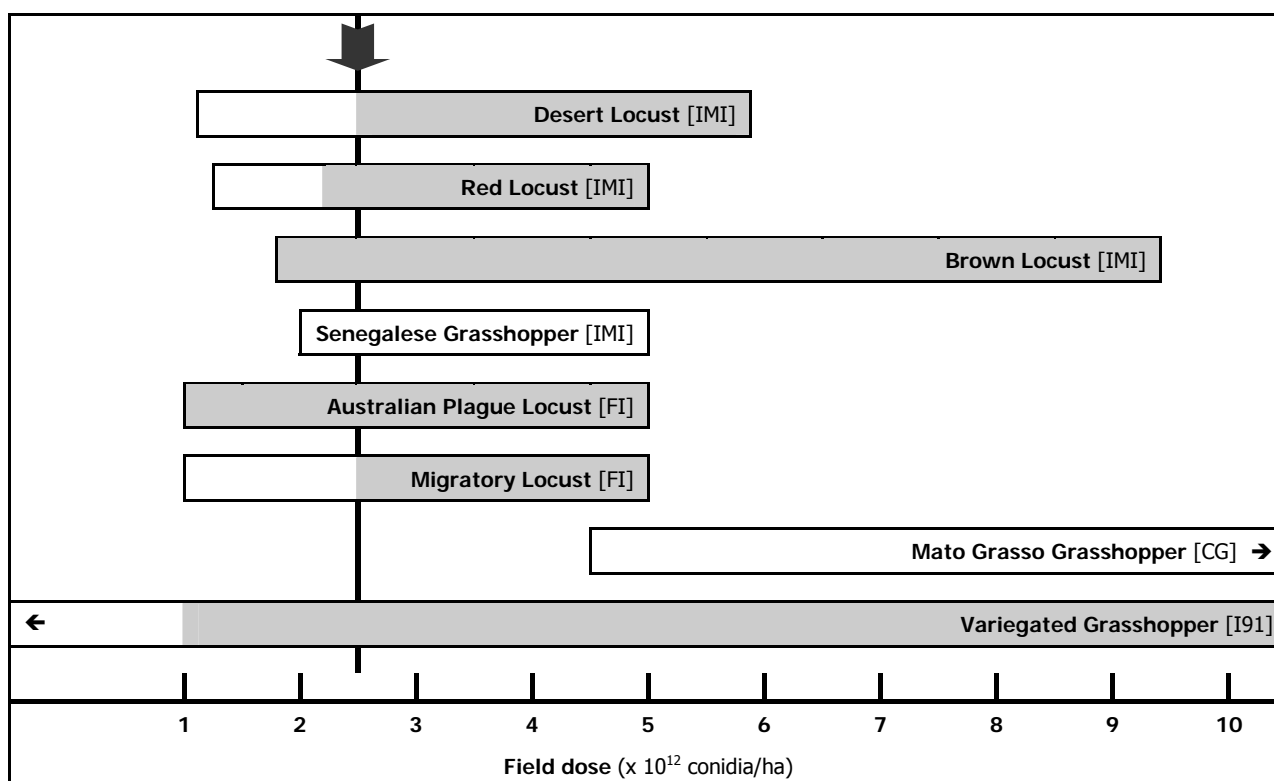 Desert Locust [IMI]
Red Locust [IMI]
Brown Locust [IMI]
Senegalese Grasshopper [IMI]
Australian Plague Locust [FI]
Migratory Locust [FI]
Mato Grasso Grasshopper [CG] →
← Variegated Grasshopper [I91]
1 2 3 4 5 6 7 8 9 10
Field dose (x 10¹² conidia/ha)